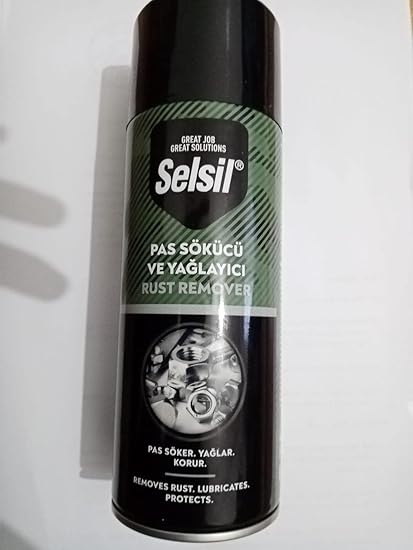 GREAT JOB
GREAT SOLUTIONS
Selsil®
PAS SÖKÜCÜ
VE YAĞLAYICI
RUST REMOVER
PAS SÖKER. YAĞLAR.
KORUR.
REMOVES RUST. LUBRICATES.
PROTECTS.